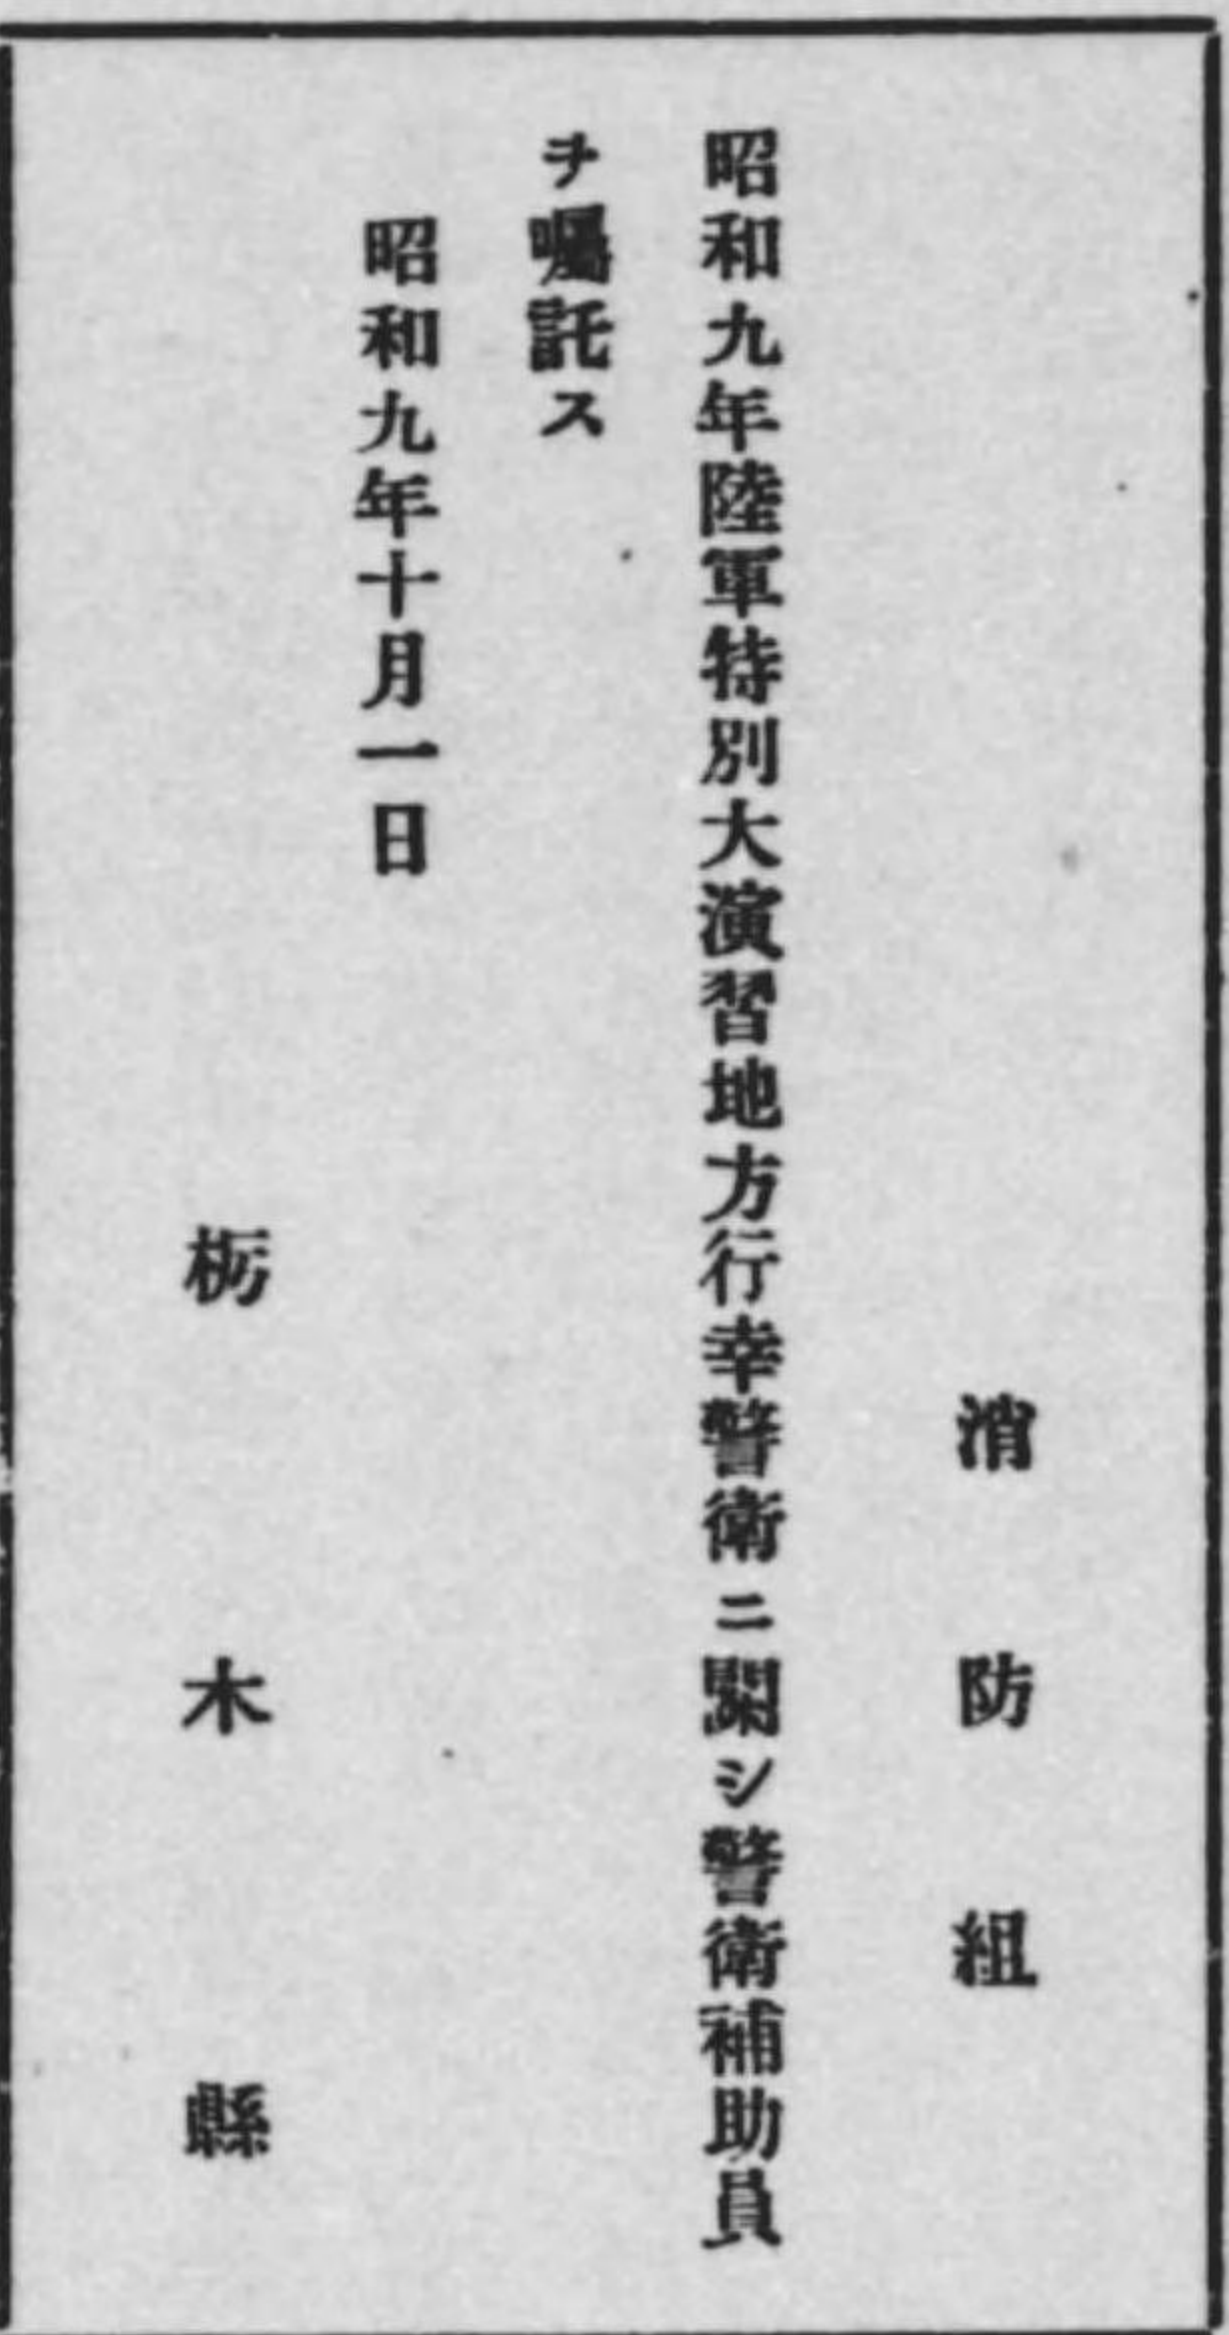 消防組
昭和九年陸軍特別大演習地方行幸警衛ニ關シ警衛補助員
ヲ囑託ス
昭和九年十月一日
栃木縣